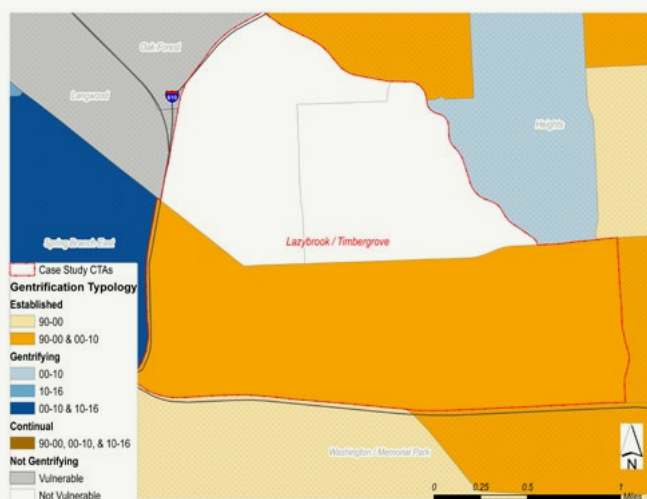 Oak Forest
Langwood
610
Heights
Lazybrook / Timbergrove
Spring Branch East
Case Study CTAs
Gentrification Typology
Established
90-00
90-00 & 00-10
Gentrifying
00-10
10-16
00-10 & 10-16
Continual
90-00, 00-10, & 10-16
Not Gentrifying
Vulnerable
Not Vulnerable
Washington / Memorial Park
N
0 0.25 0.5 1
Miles